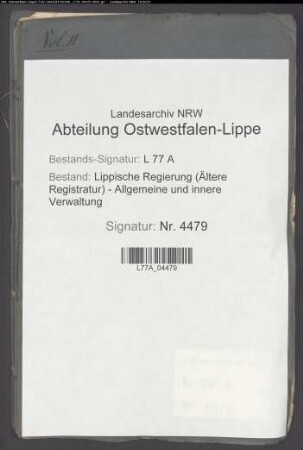 Vol. II.
Landesarchiv NRW
Abteilung Ostwestfalen-Lippe
Bestands-Signatur: L 77 A
Bestand: Lippische Regierung (Ältere
Registratur) - Allgemeine und innere
Verwaltung
Signatur: Nr. 4479
L77A_04479
L 77 A